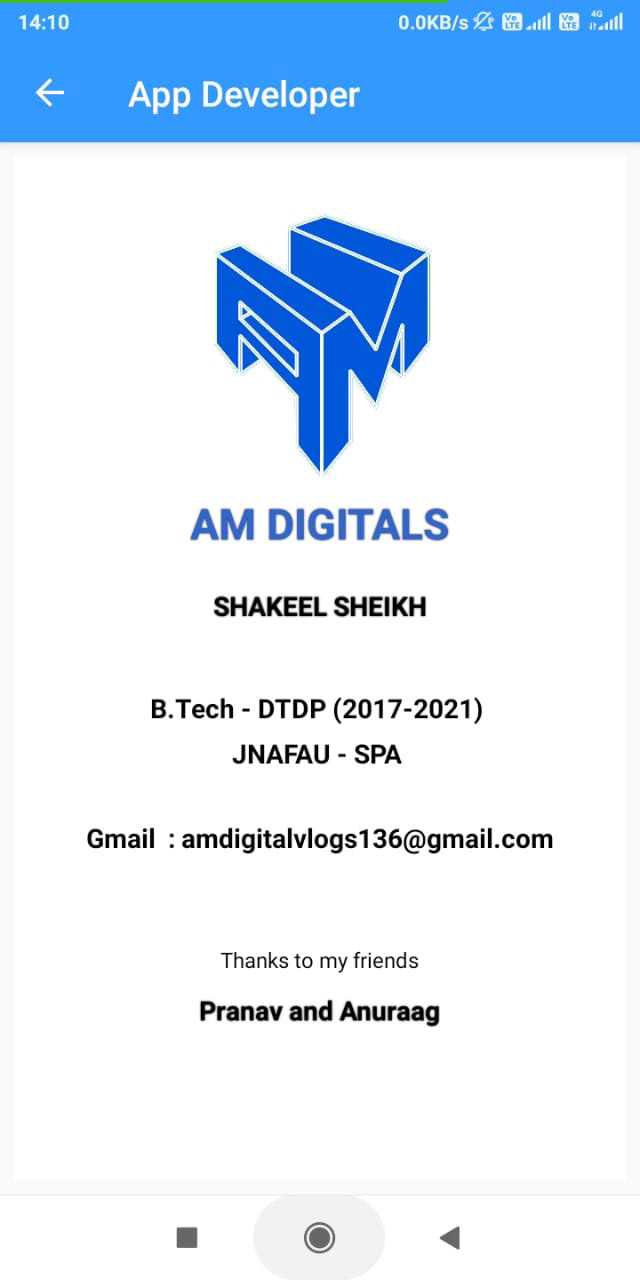 14:10 0.0KB/s Vo LTE Vo LTE 4G
App Developer
AM
AM DIGITALS
SHAKEEL SHEIKH
B.Tech - DTDP (2017-2021)
JNAFAU - SPA
Gmail : amdigitalvlogs136@gmail.com
Thanks to my friends
Pranav and Anuraag